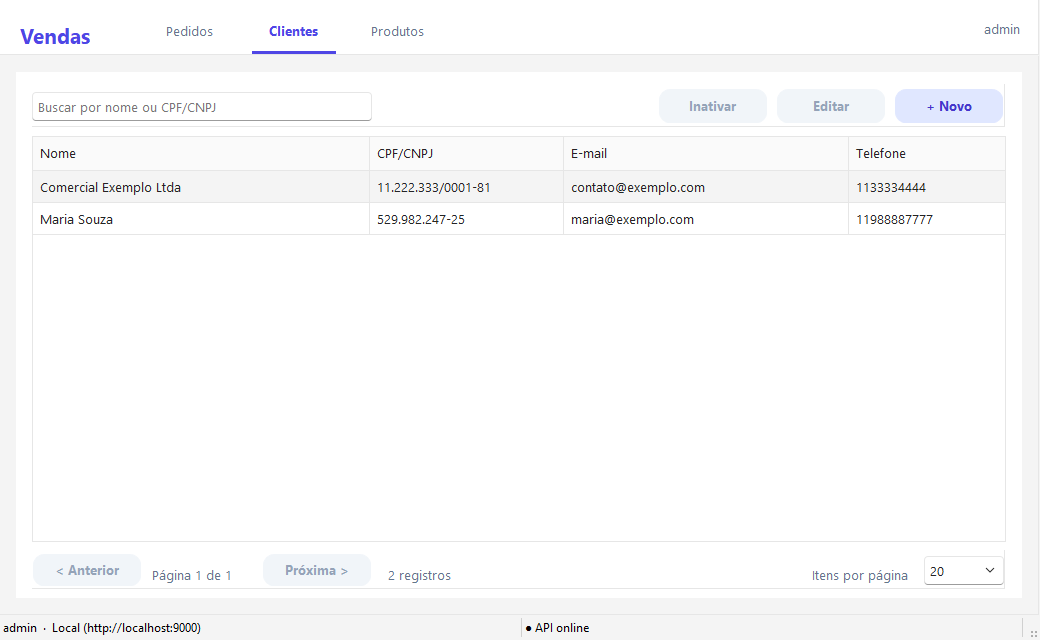 Vendas Pedidos Clientes Produtos admin
Buscar por nome ou CPF/CNPJ Inativar Editar + Novo
Nome CPF/CNPJ E-mail Telefone
Comercial Exemplo Ltda 11.222.333/0001-81 contato@exemplo.com 1133334444
Maria Souza 529.982.247-25 maria@exemplo.com 11988887777
< Anterior Página 1 de 1 Próxima > 2 registros Itens por página 20
admin · Local (http://localhost:9000) ● API online